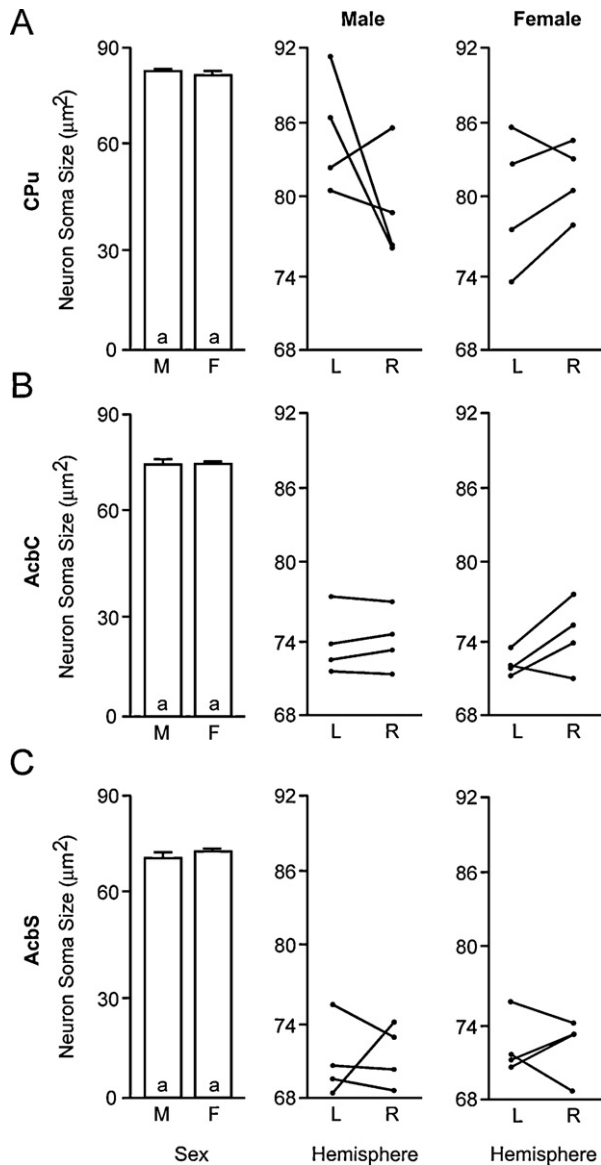 A
Male
Female
CPu
Neuron Soma Size (μm²)
90
60
30
0
a
a
M
F
92
86
80
74
68
L
R
92
86
80
74
68
L
R
B
AcbC
Neuron Soma Size (μm²)
90
60
30
0
a
a
M
F
92
86
80
74
68
L
R
92
86
80
74
68
L
R
C
AcbS
Neuron Soma Size (μm²)
90
60
30
0
a
a
M
F
92
86
80
74
68
L
R
92
86
80
74
68
L
R
Sex
Hemisphere
Hemisphere